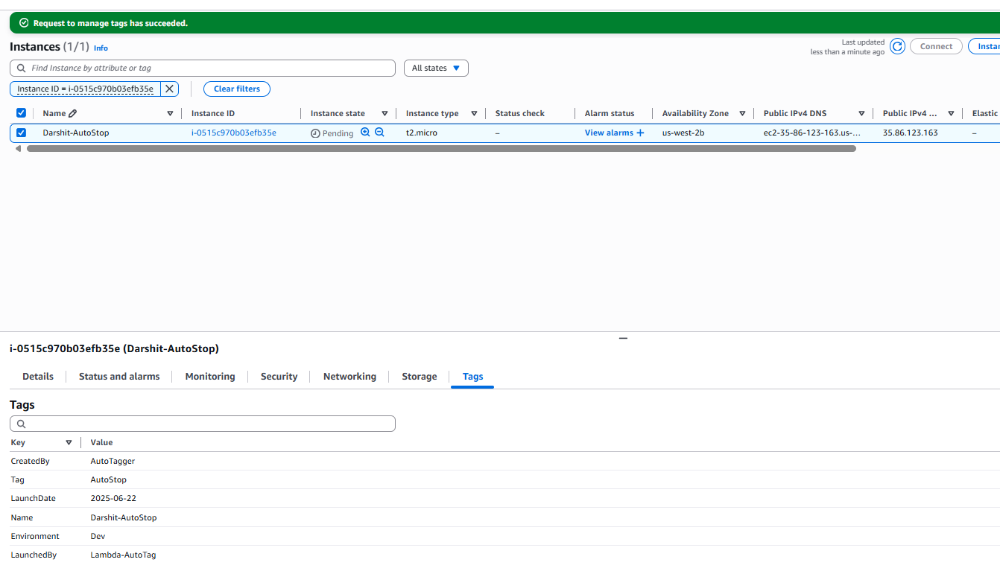 Request to manage tags has succeeded.
Instances (1/1) Info
Last updated
less than a minute ago
Connect
Instan
Find Instance by attribute or tag
All states
Instance ID = i-0515c970b03efb35e
Clear filters
Name Instance ID Instance state Instance type Status check Alarm status Availability Zone Public IPv4 DNS Public IPv4 ... Elastic
Darshit-AutoStop i-0515c970b03efb35e Pending t2.micro – View alarms + us-west-2b ec2-35-86-123-163.us-... 35.86.123.163 –
i-0515c970b03efb35e (Darshit-AutoStop)
Details Status and alarms Monitoring Security Networking Storage Tags
Tags
Key Value
CreatedBy AutoTagger
Tag AutoStop
LaunchDate 2025-06-22
Name Darshit-AutoStop
Environment Dev
LaunchedBy Lambda-AutoTag